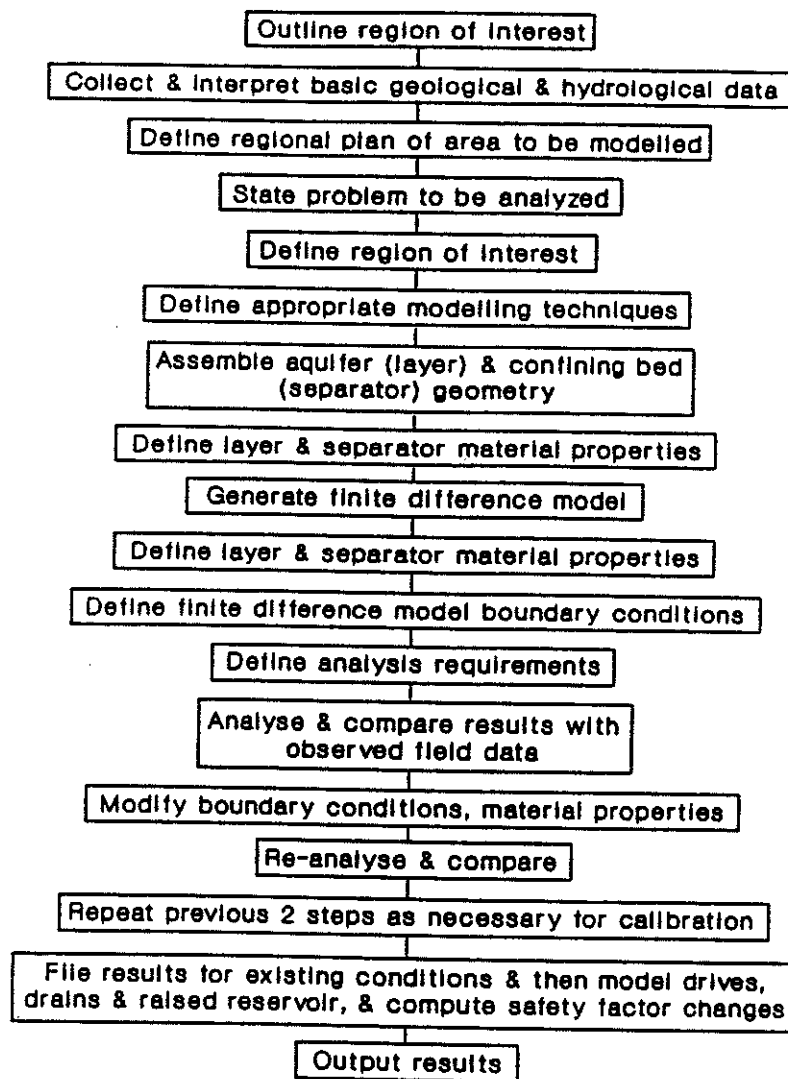 Outline region of interest
Collect & interpret basic geological & hydrological data
Define regional plan of area to be modelled
State problem to be analyzed
Define region of interest
Define appropriate modelling techniques
Assemble aquifer (layer) & confining bed
(separator) geometry
Define layer & separator material properties
Generate finite difference model
Define layer & separator material properties
Define finite difference model boundary conditions
Define analysis requirements
Analyse & compare results with
observed field data
Modify boundary conditions, material properties
Re-analyse & compare
Repeat previous 2 steps as necessary for calibration
File results for existing conditions & then model drives,
drains & raised reservoir, & compute safety factor changes
Output results